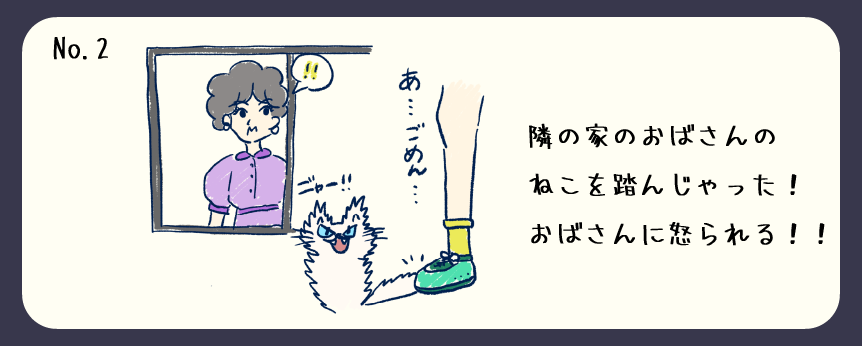 No. 2
!!
あ…ごめん…
ニャー!!
隣の家のおばさんの
ねこを踏んじゃった！
おばさんに怒られる！！